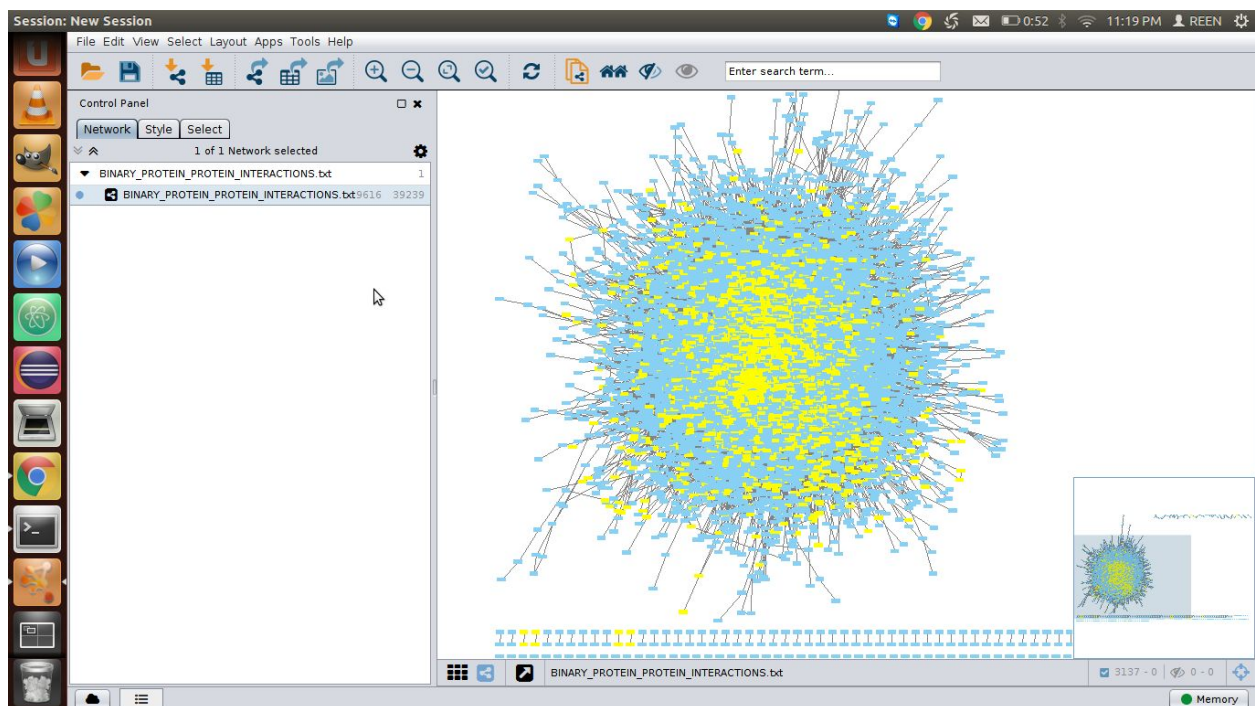 Session: New Session
0:52 11:19 PM REEN
File Edit View Select Layout Apps Tools Help
Enter search term...
Control Panel
Network Style Select
1 of 1 Network selected
BINARY_PROTEIN_PROTEIN_INTERACTIONS.txt 1
BINARY_PROTEIN_PROTEIN_INTERACTIONS.txt 9616 39239
BINARY_PROTEIN_PROTEIN_INTERACTIONS.txt 3137 - 0 0 - 0
Memory